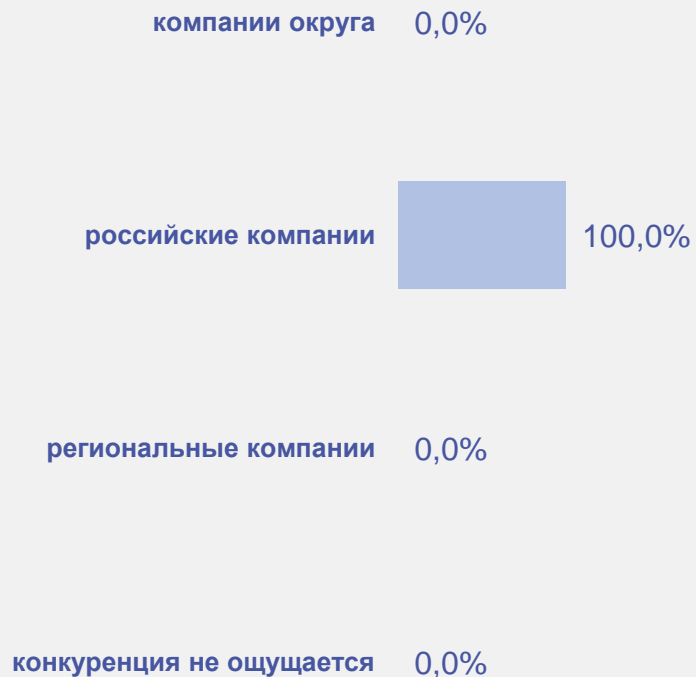 компании округа 0,0%
российские компании 100,0%
региональные компании 0,0%
конкуренция не ощущается 0,0%